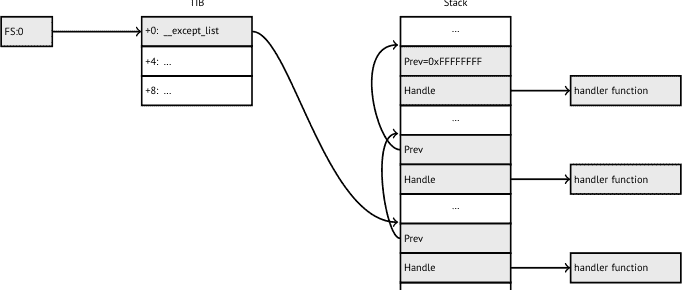 TIB
Stack
FS:0
+0: __except_list
+4: ...
+8: ...
...
Prev=0xFFFFFFFF
Handle
handler function
...
Prev
Handle
handler function
...
Prev
Handle
handler function